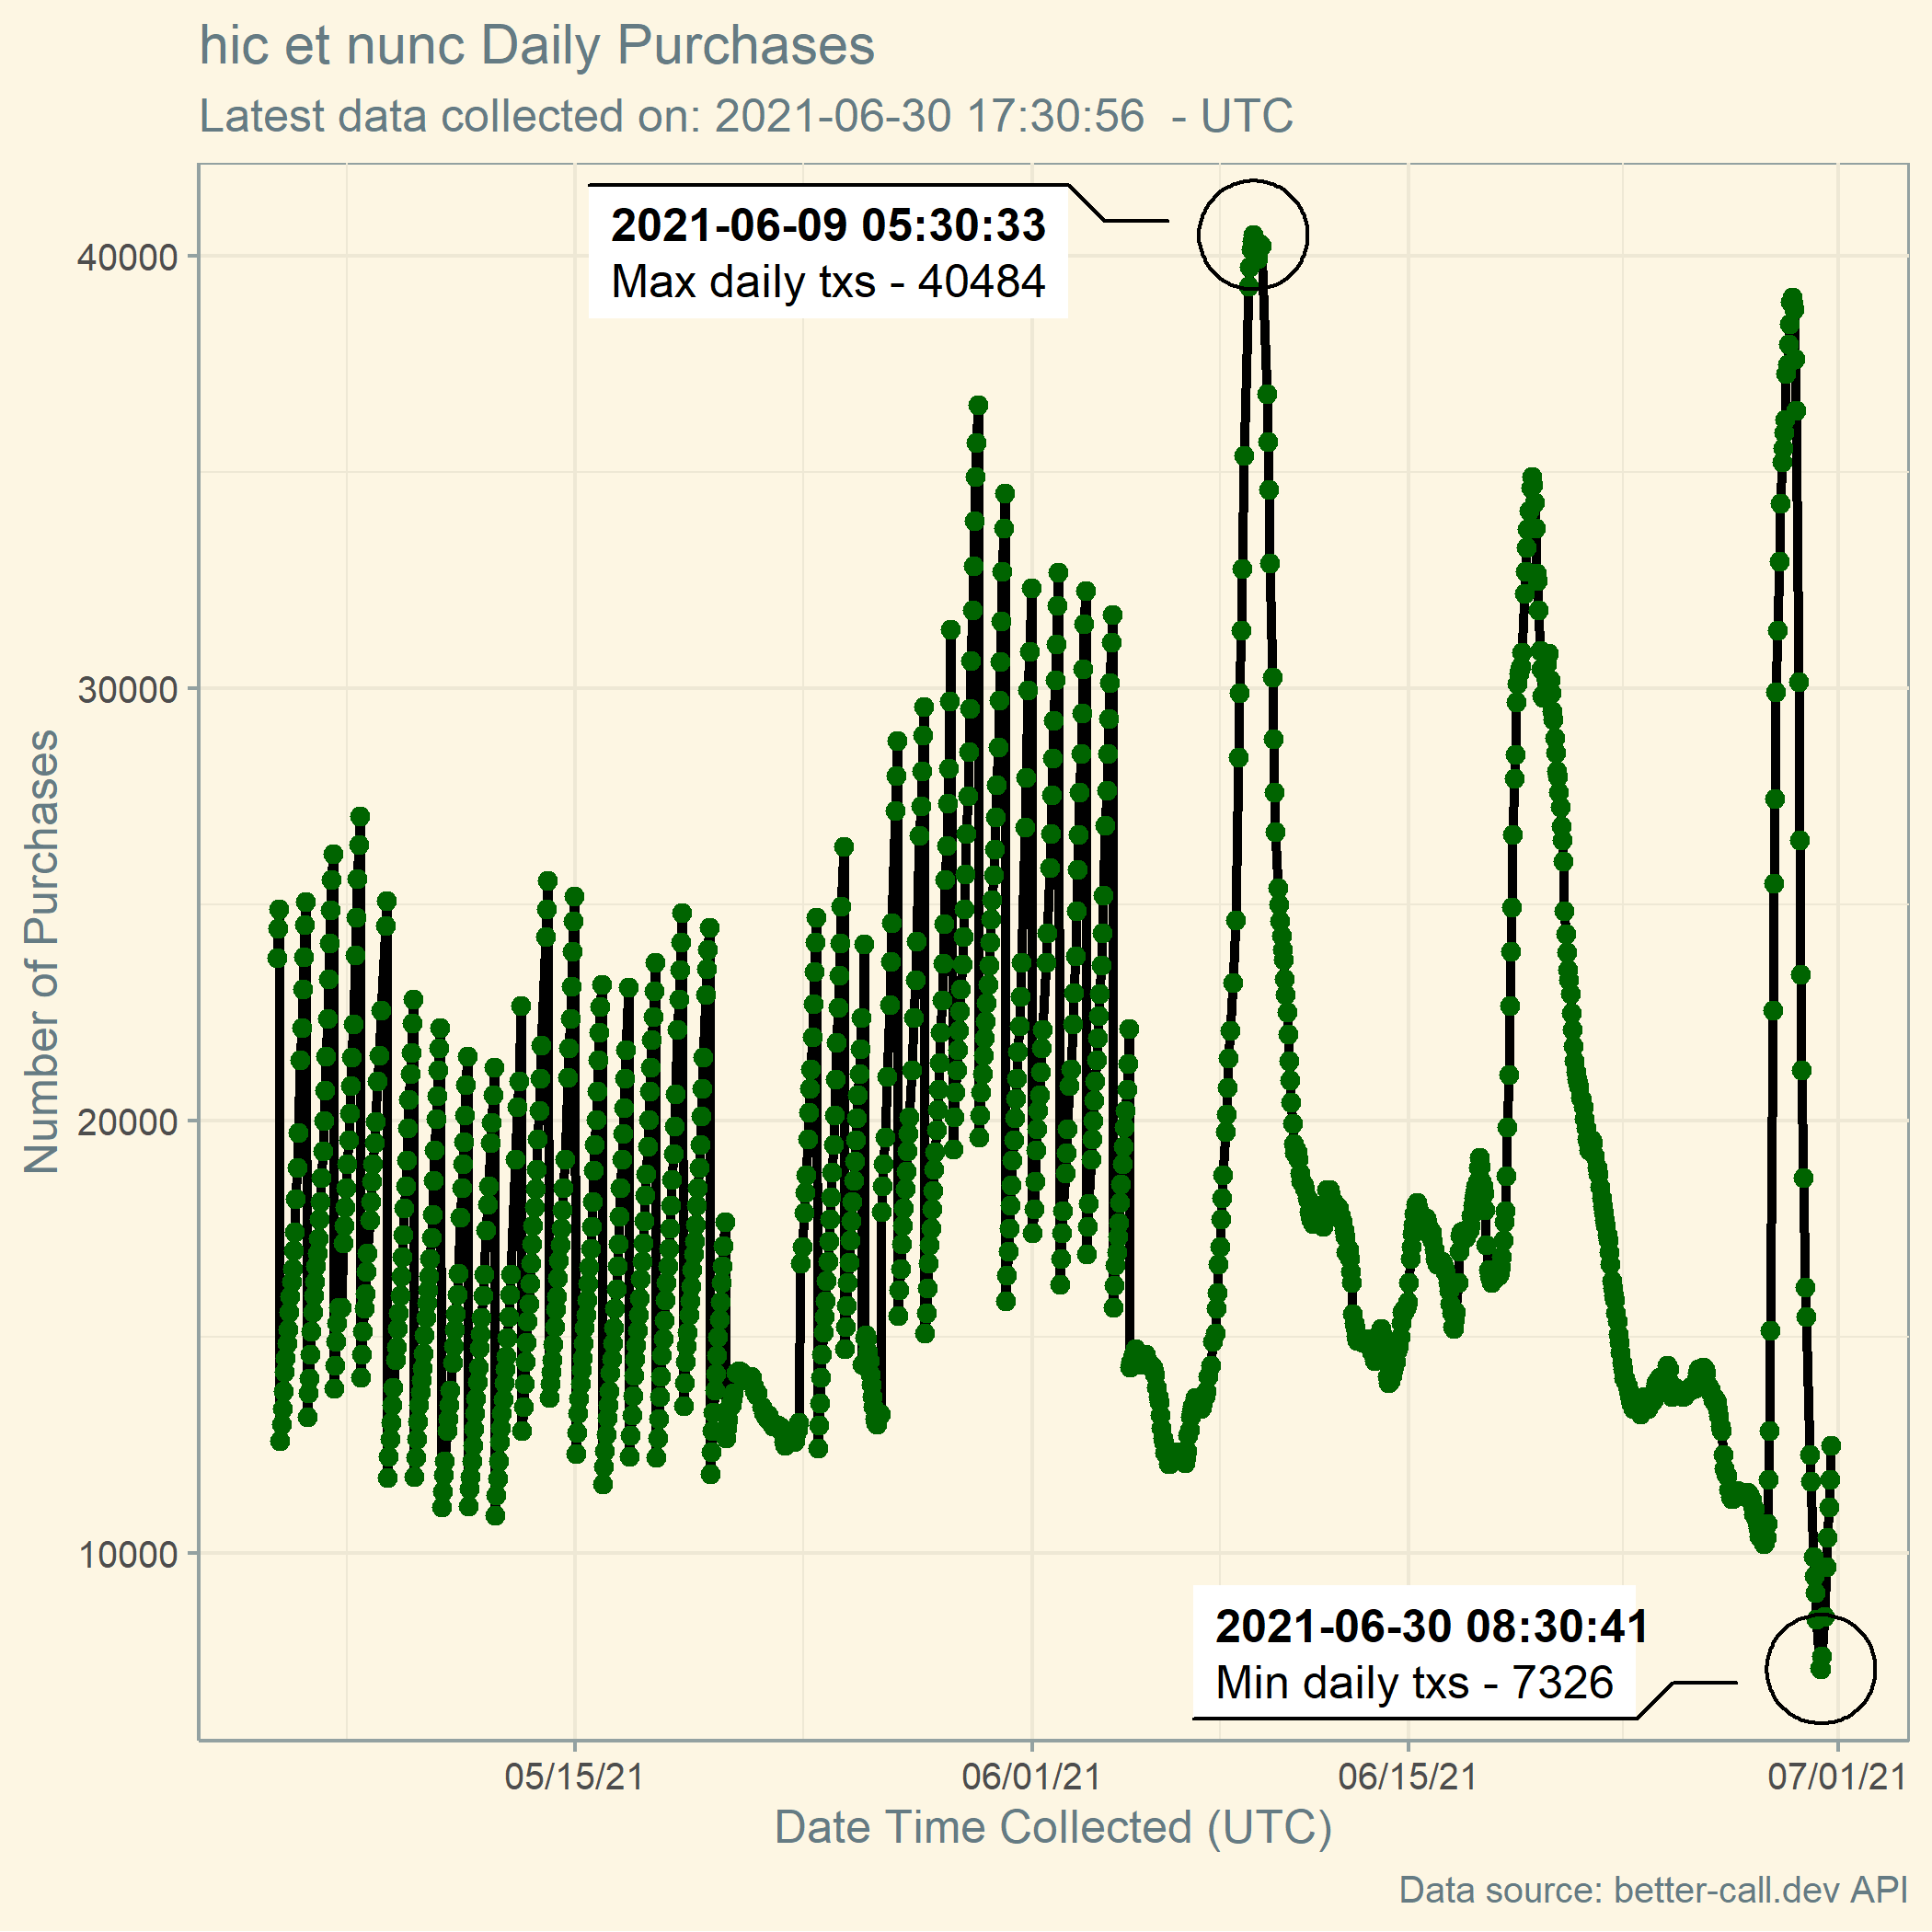 hic et nunc Daily Purchases
Latest data collected on: 2021-06-30 17:30:56 - UTC
2021-06-09 05:30:33
Max daily txs - 40484
40000
30000
20000
10000
Number of Purchases
2021-06-30 08:30:41
Min daily txs - 7326
05/15/21 06/01/21 06/15/21 07/01/21
Date Time Collected (UTC)
Data source: better-call.dev API